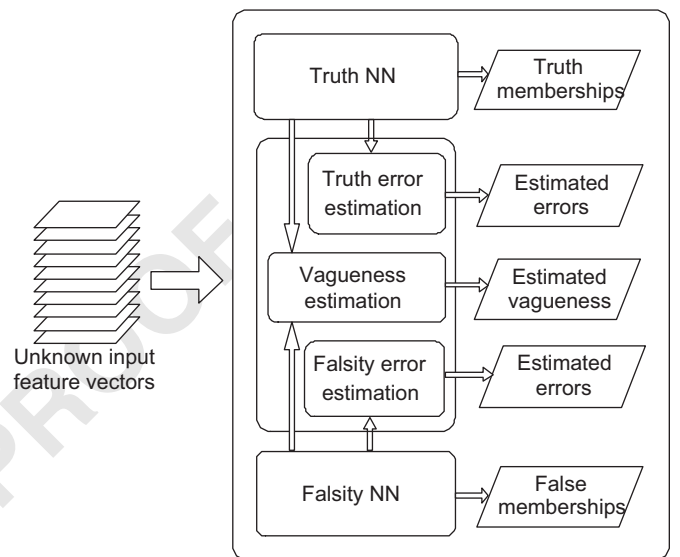 Truth NN
Truth
memberships
Truth error
estimation
Estimated
errors
Vagueness
estimation
Estimated
vagueness
Unknown input
feature vectors
Falsity error
estimation
Estimated
errors
Falsity NN
False
memberships
PROOF